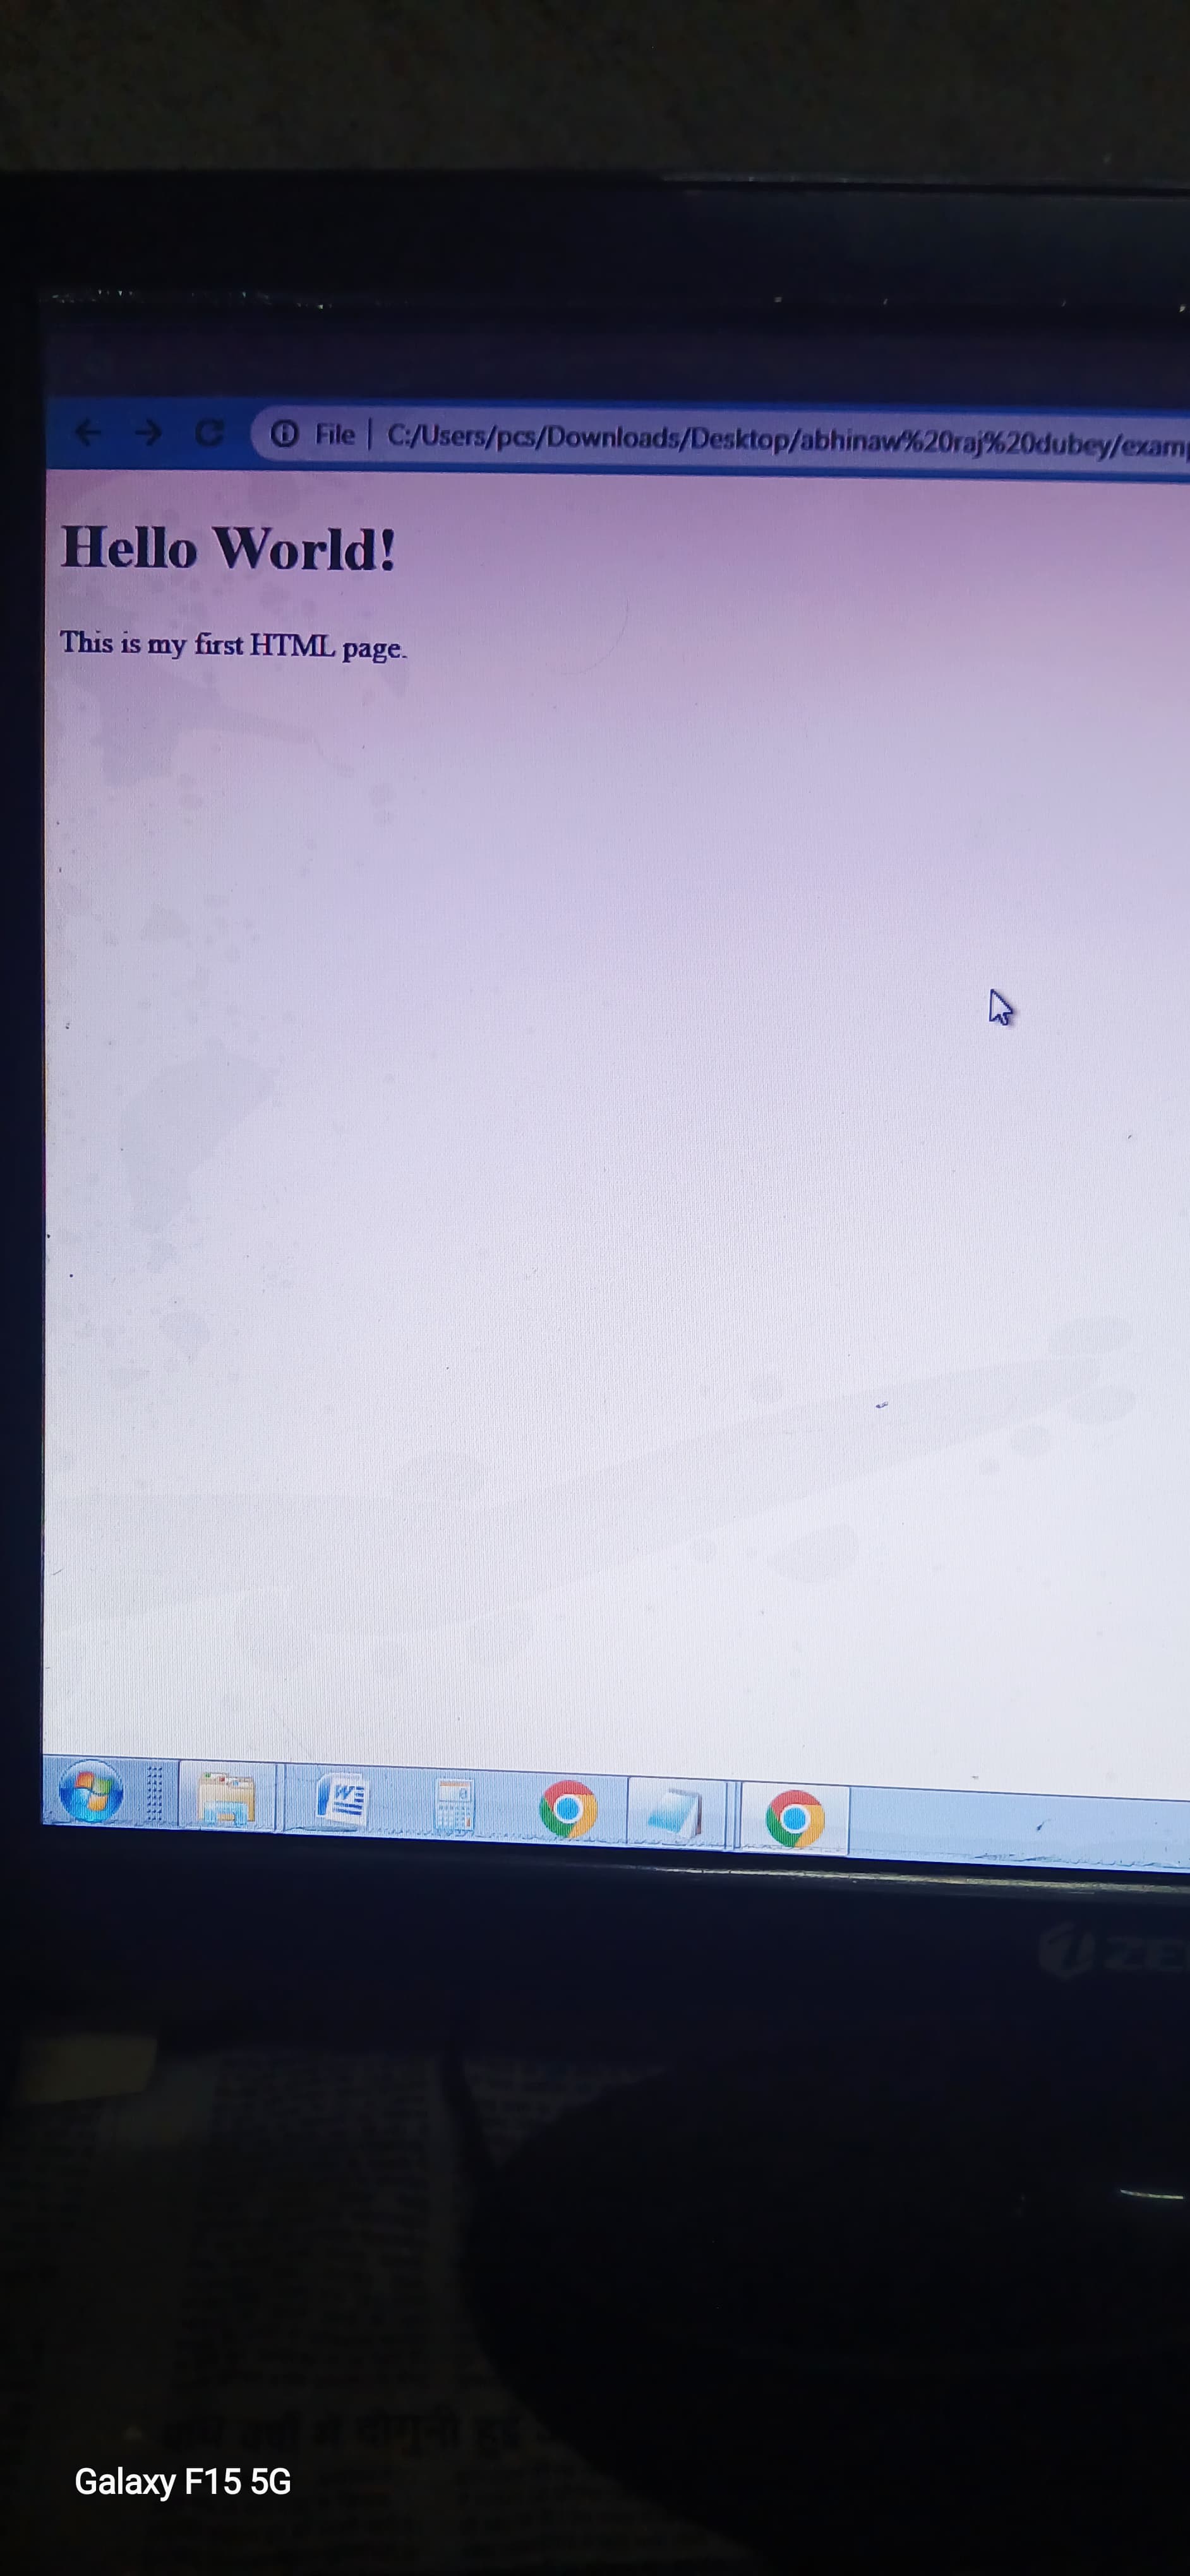 File | C:/Users/pcs/Downloads/Desktop/abhinaw%20raj%20dubey/examp
Hello World!
This is my first HTML page.
ZE
दोगुनी हुई
Galaxy F15 5G